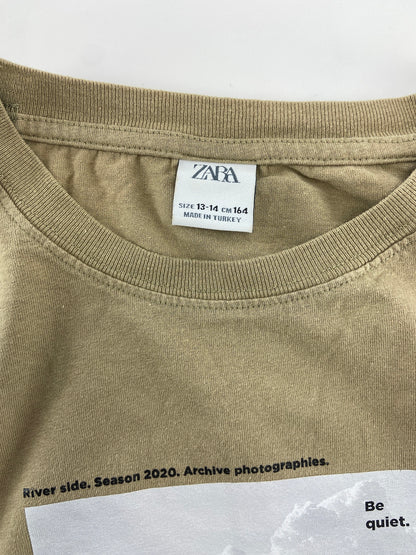 ZARA
SIZE 13-14 CM 164
MADE IN TURKEY
River side. Season 2020. Archive photographies.
Be
quiet.